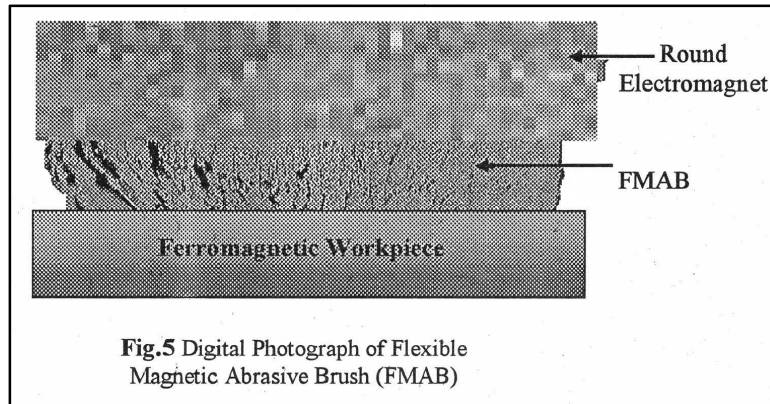 Round
Electromagnet
FMAB
Ferromagnetic Workpiece
Fig.5 Digital Photograph of Flexible
Magnetic Abrasive Brush (FMAB)